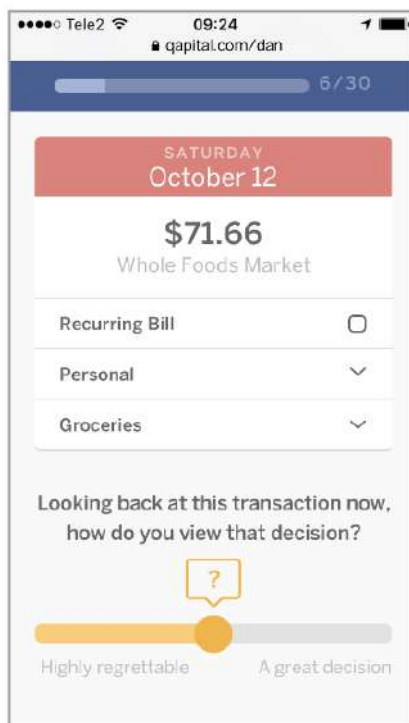 Tele2 09:24
qapital.com/dan
6/30
SATURDAY
October 12
$71.66
Whole Foods Market
Recurring Bill
Personal
Groceries
Looking back at this transaction now,
how do you view that decision?
?
Highly regrettable A great decision